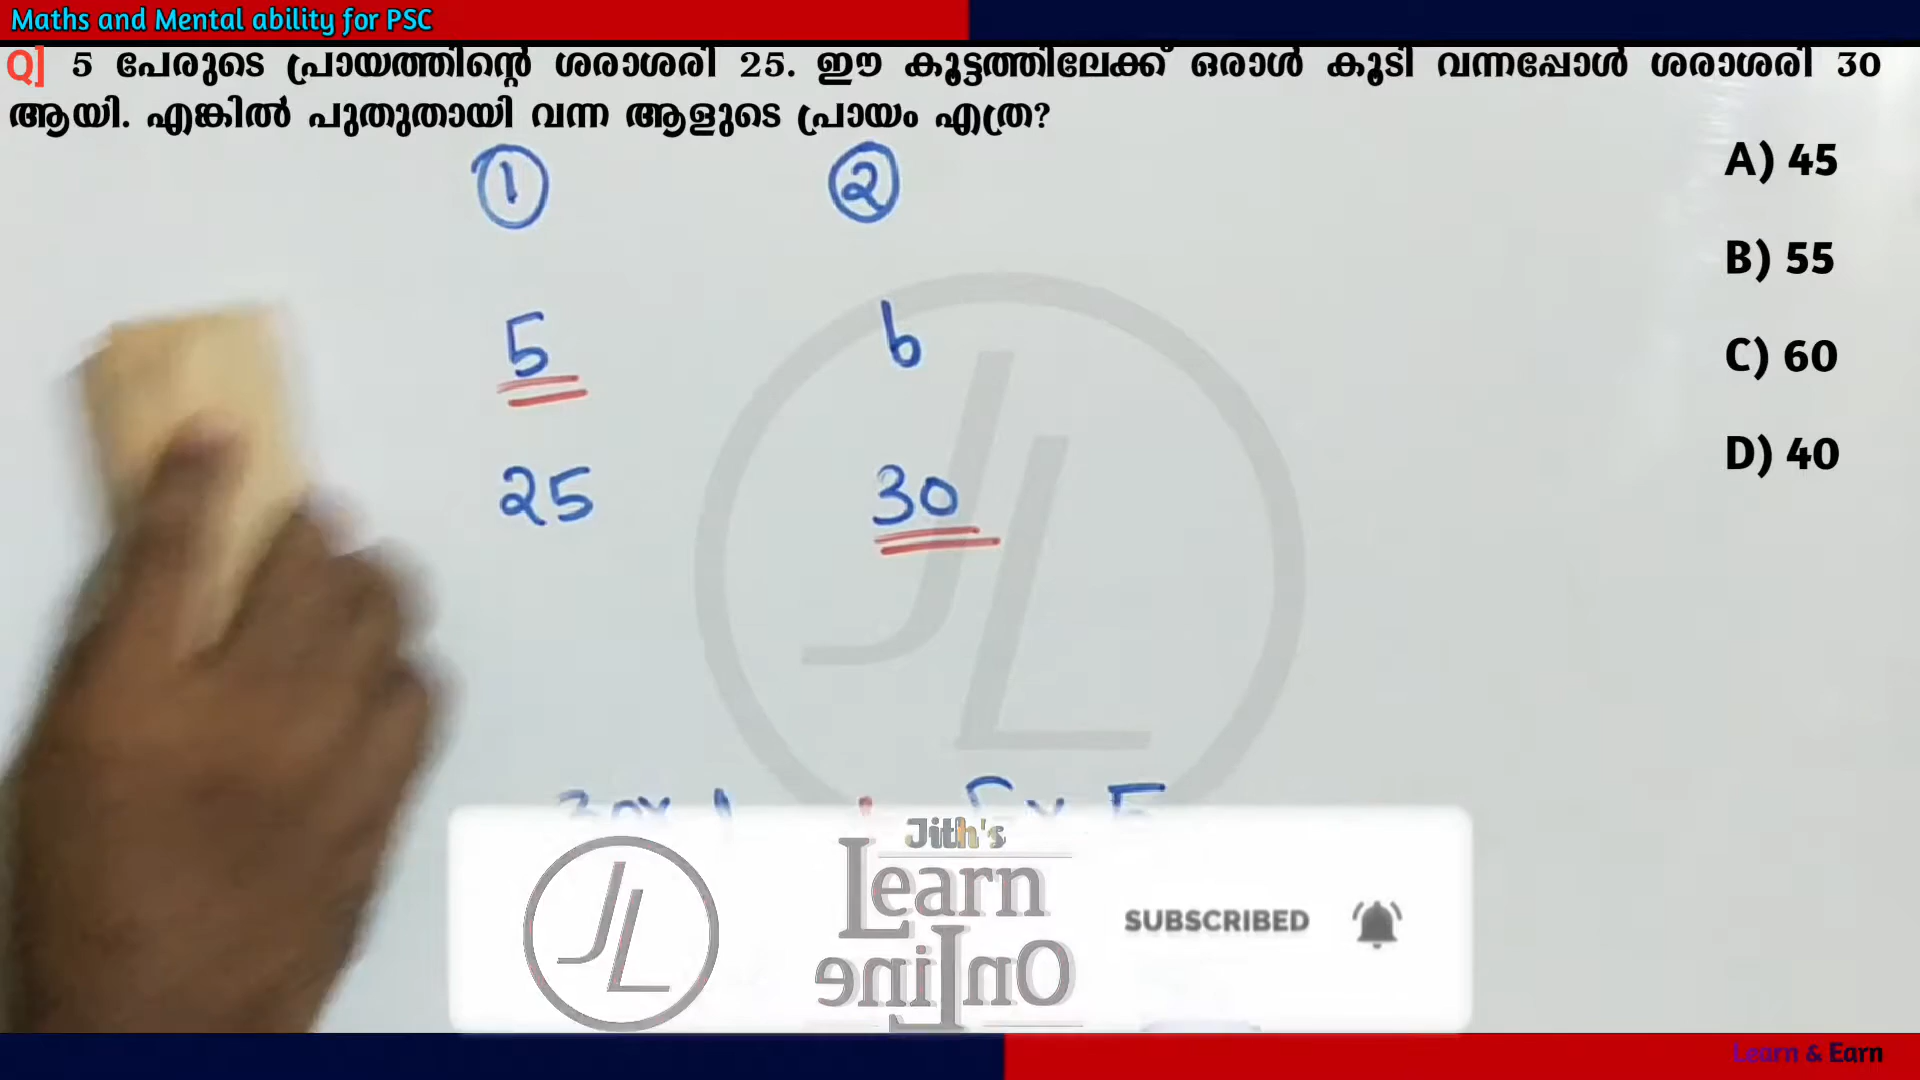 Maths and Mental ability for PSC
Q] 5 പേരുടെ പ്രായത്തിന്റെ ശരാശരി 25. ഈ കൂട്ടത്തിലേക്ക് ഒരാൾ കൂടി വന്നപ്പോൾ ശരാശരി 30
ആയി. എങ്കിൽ പുതുതായി വന്ന ആളുടെ പ്രായം എത്ര?
A) 45
B) 55
C) 60
D) 40
1 2
5 6
25 30
JL
Jith's
Learn
OnLine
JL
SUBSCRIBED
Learn & Earn